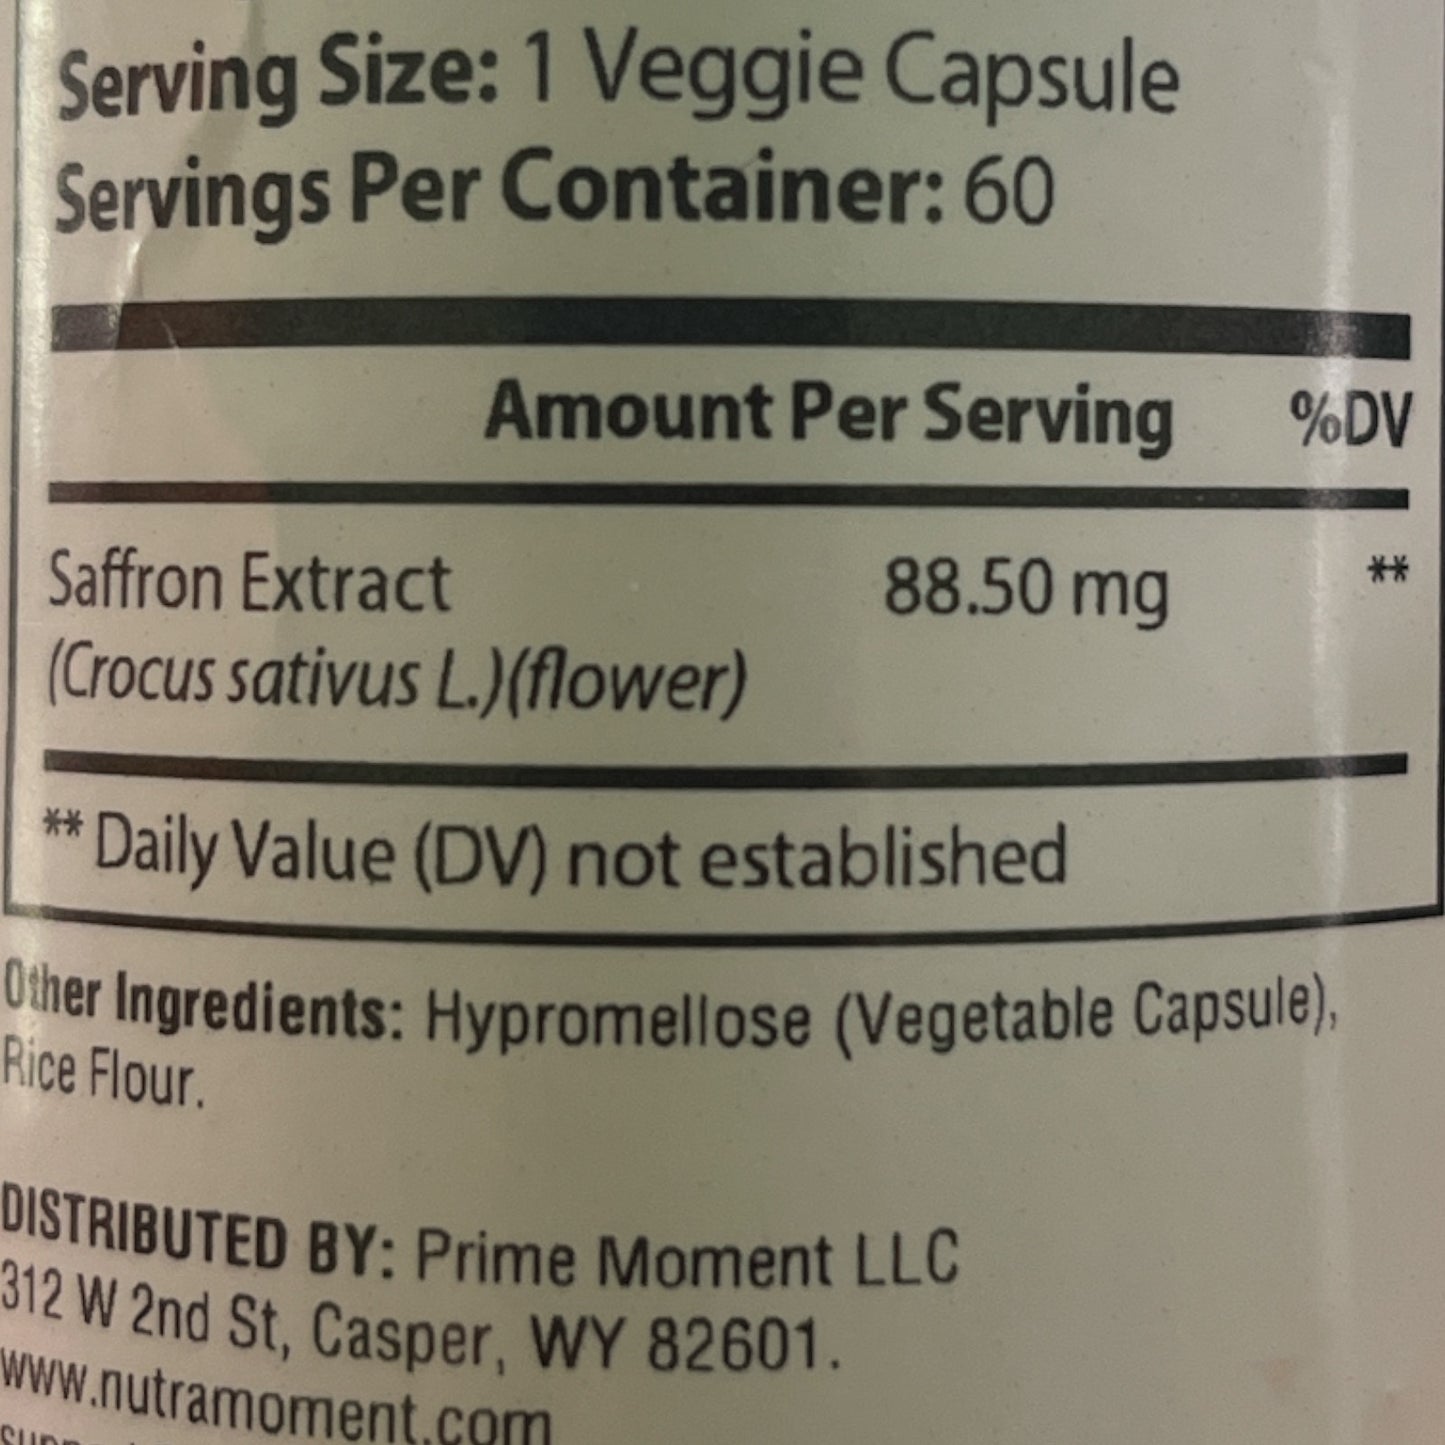 Serving Size: 1 Veggie Capsule
Servings Per Container: 60
Amount Per Serving %DV
Saffron Extract 88.50 mg **
(Crocus sativus L.)(flower)
** Daily Value (DV) not established
Other Ingredients: Hypromellose (Vegetable Capsule),
Rice Flour.
DISTRIBUTED BY: Prime Moment LLC
312 W 2nd St, Casper, WY 82601.
www.nutramoment.com